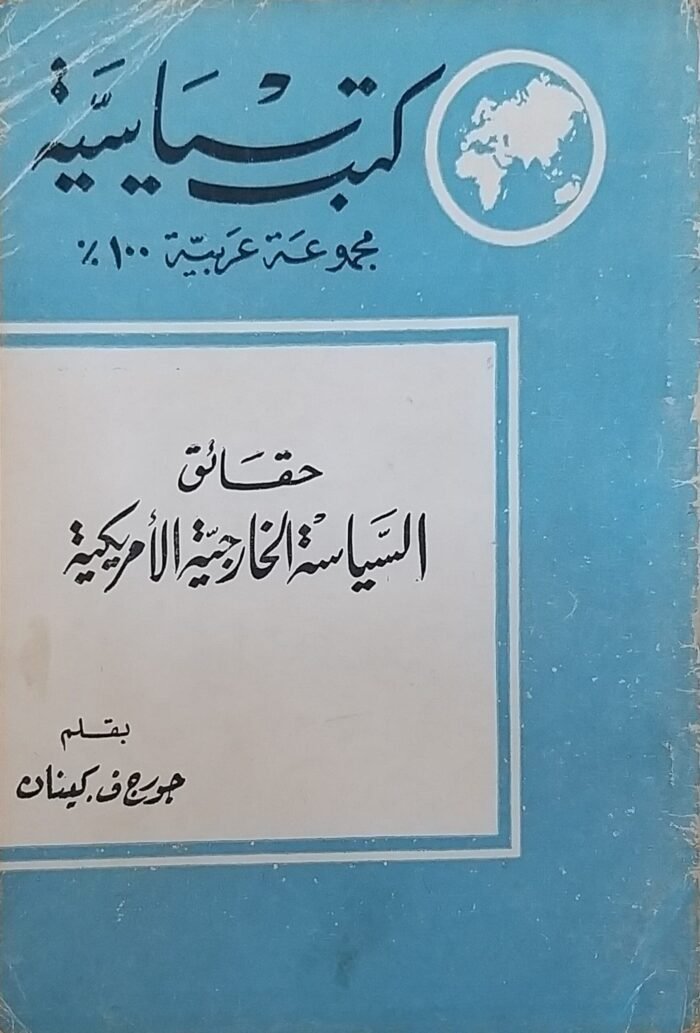 كتب سياسية
مجموعة عربية ١٠٠٪
حقائق
السياسة الخارجية الأمريكية
بقلم
جورج ف. كينان